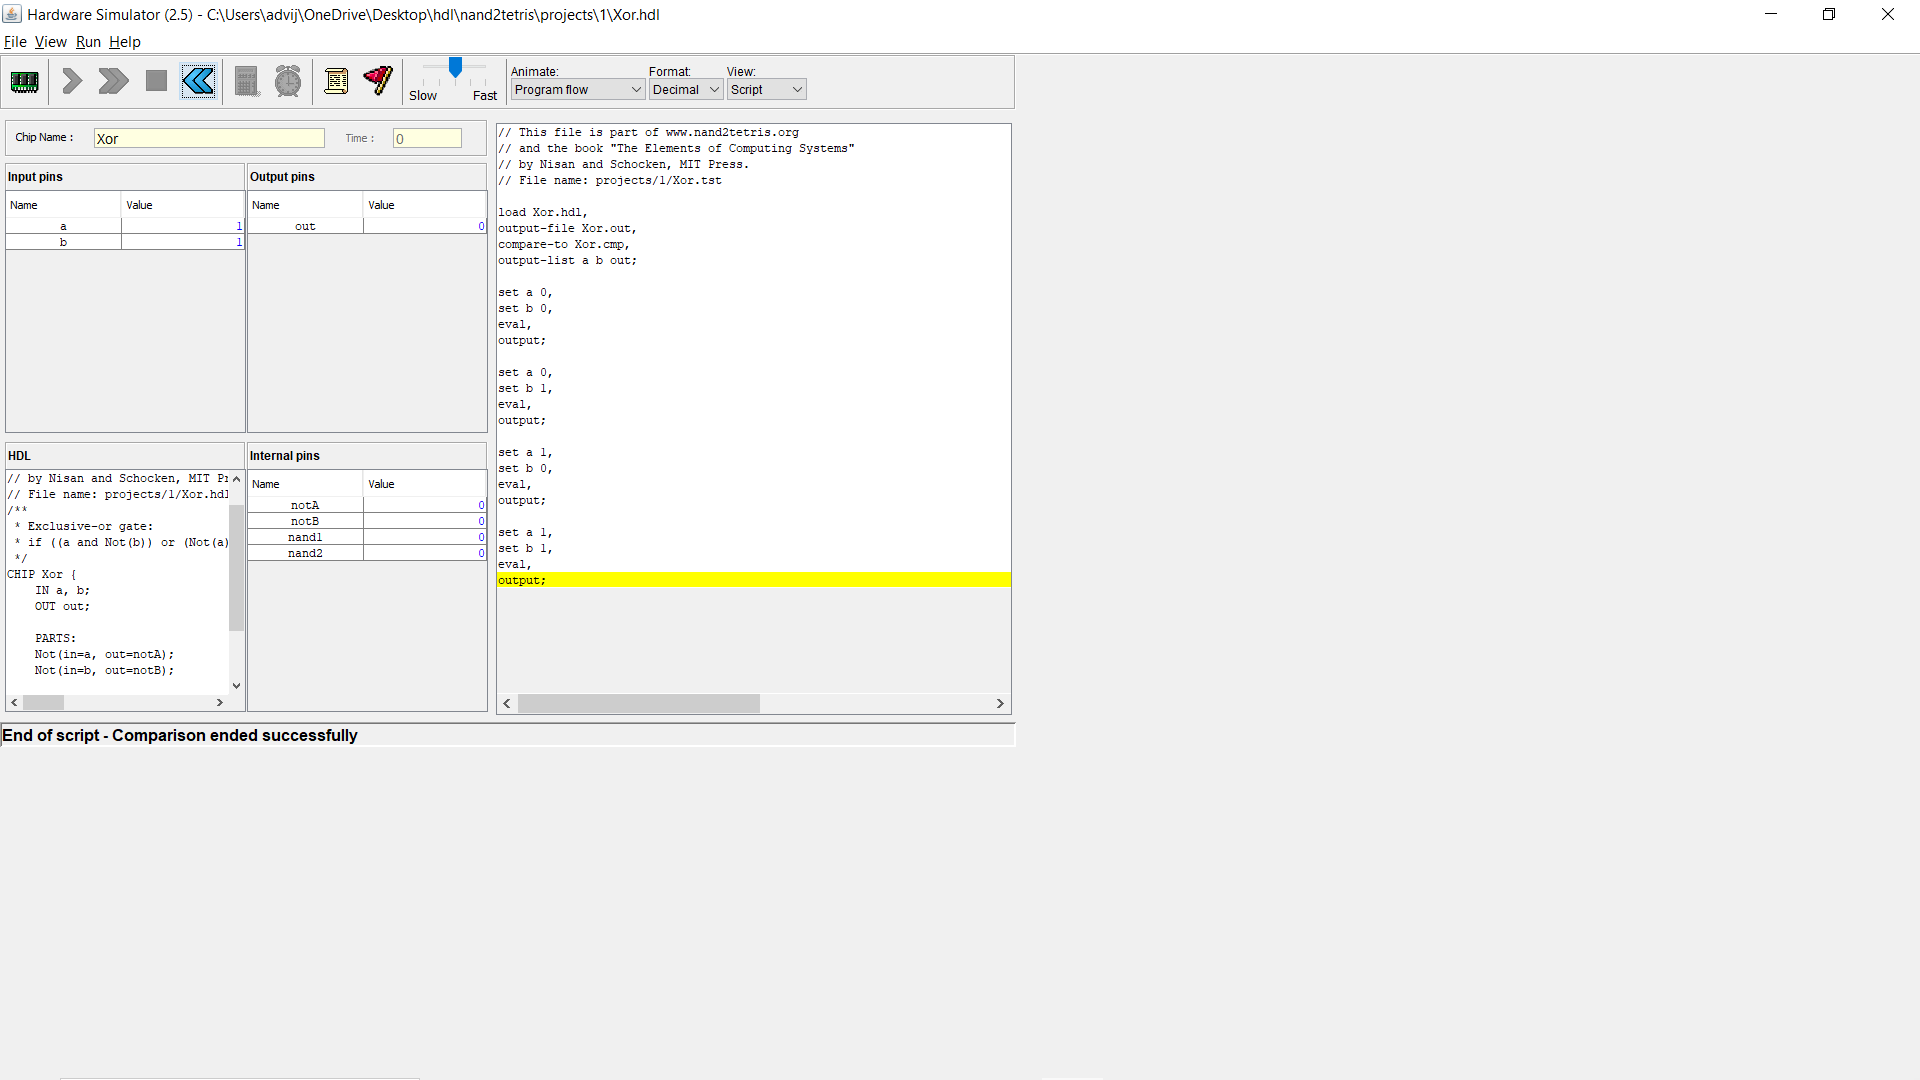 Hardware Simulator (2.5) - C:\Users\advij\OneDrive\Desktop\hdl\nand2tetris\projects\1\Xor.hdl
File View Run Help
Slow Fast
Animate: Format: View:
Program flow Decimal Script
Chip Name : Xor Time : 0
Input pins
Name Value
a 1
b 1
Output pins
Name Value
out 0
HDL
// by Nisan and Schocken, MIT Pr
// File name: projects/1/Xor.hdl
/**
* Exclusive-or gate:
* if ((a and Not(b)) or (Not(a)
*/
CHIP Xor {
IN a, b;
OUT out;
PARTS:
Not(in=a, out=notA);
Not(in=b, out=notB);
Internal pins
Name Value
notA 0
notB 0
nand1 0
nand2 0
// This file is part of www.nand2tetris.org
// and the book "The Elements of Computing Systems"
// by Nisan and Schocken, MIT Press.
// File name: projects/1/Xor.tst
load Xor.hdl,
output-file Xor.out,
compare-to Xor.cmp,
output-list a b out;
set a 0,
set b 0,
eval,
output;
set a 0,
set b 1,
eval,
output;
set a 1,
set b 0,
eval,
output;
set a 1,
set b 1,
eval,
output;
End of script - Comparison ended successfully